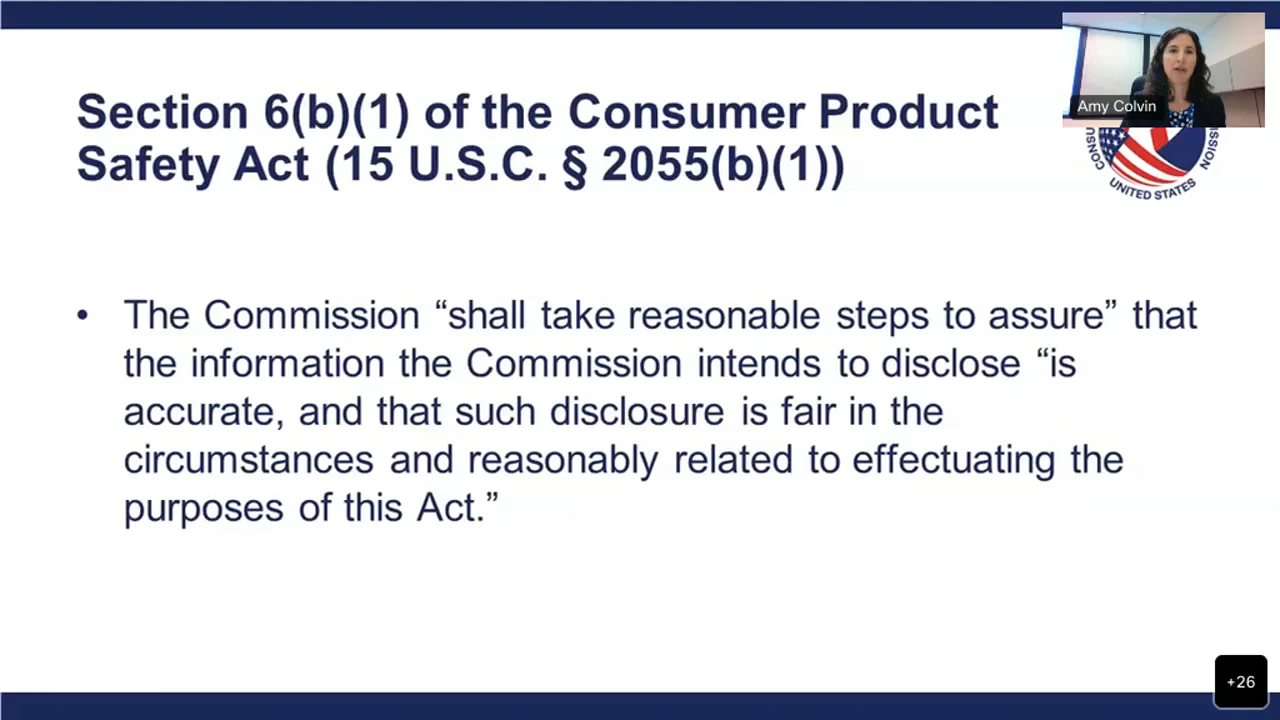 Section 6(b)(1) of the Consumer Product
Safety Act (15 U.S.C. § 2055(b)(1))
Amy Colvin
UNITED STATES
• The Commission “shall take reasonable steps to assure” that
the information the Commission intends to disclose “is
accurate, and that such disclosure is fair in the
circumstances and reasonably related to effectuating the
purposes of this Act.”
+26